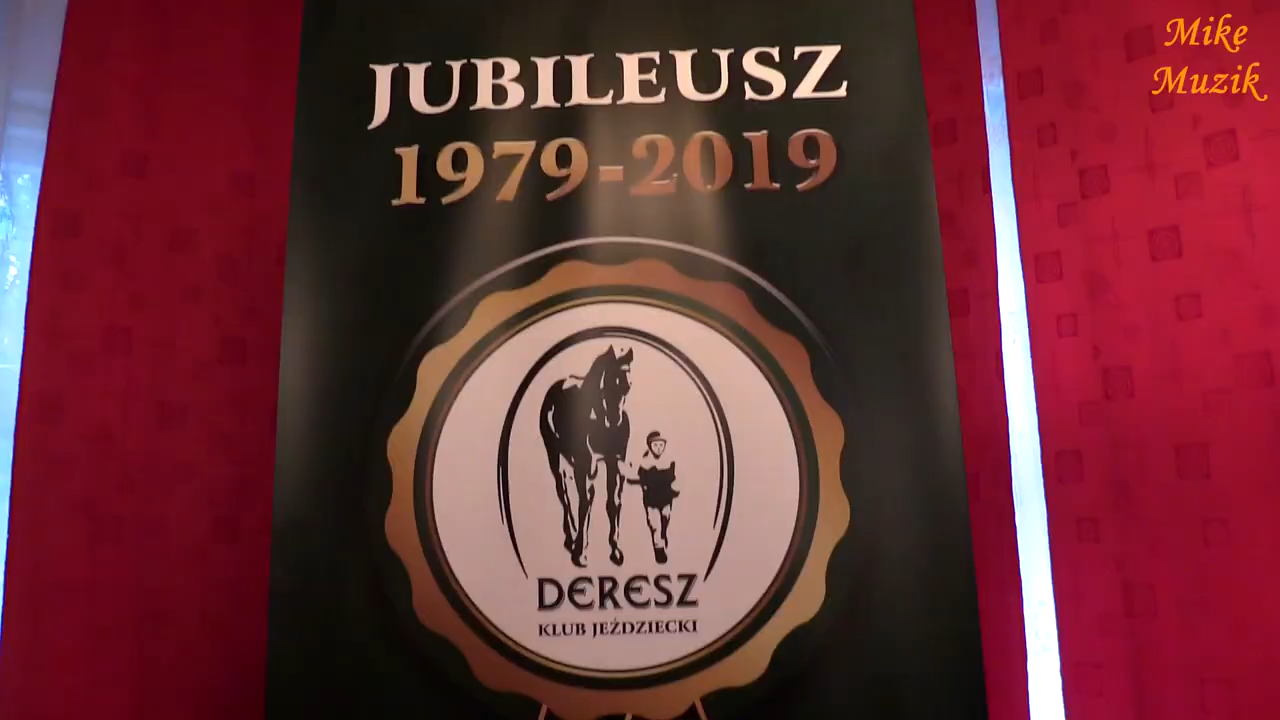 JUBILEUSZ
1979-2019
DERESZ
KLUB JEŹDZIECKI
Mike
Muzik